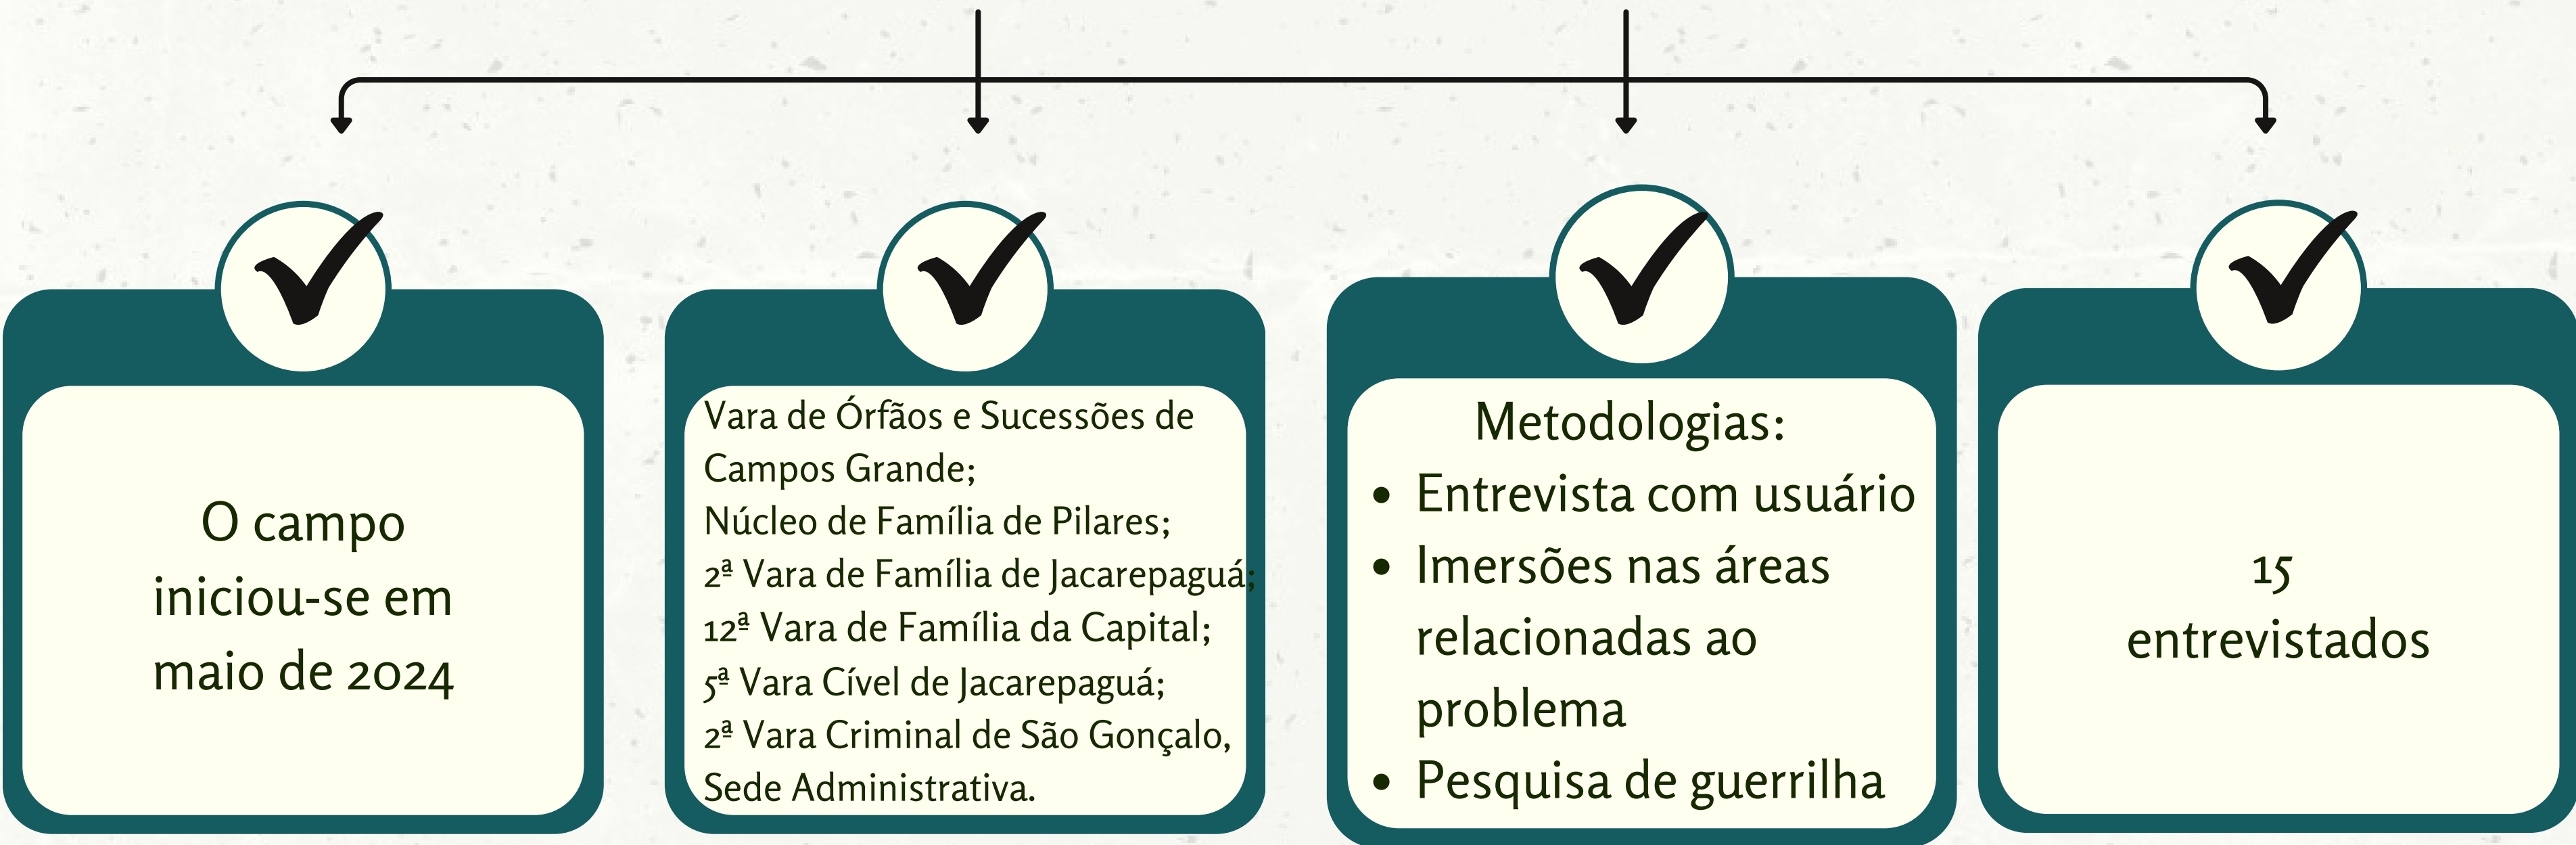 O campo
iniciou-se em
maio de 2024
Vara de Órfãos e Sucessões de
Campos Grande;
Núcleo de Família de Pilares;
2ª Vara de Família de Jacarepaguá;
12ª Vara de Família da Capital;
5ª Vara Cível de Jacarepaguá;
2ª Vara Criminal de São Gonçalo,
Sede Administrativa.
Metodologias:
• Entrevista com usuário
• Imersões nas áreas
relacionadas ao
problema
• Pesquisa de guerrilha
15
entrevistados